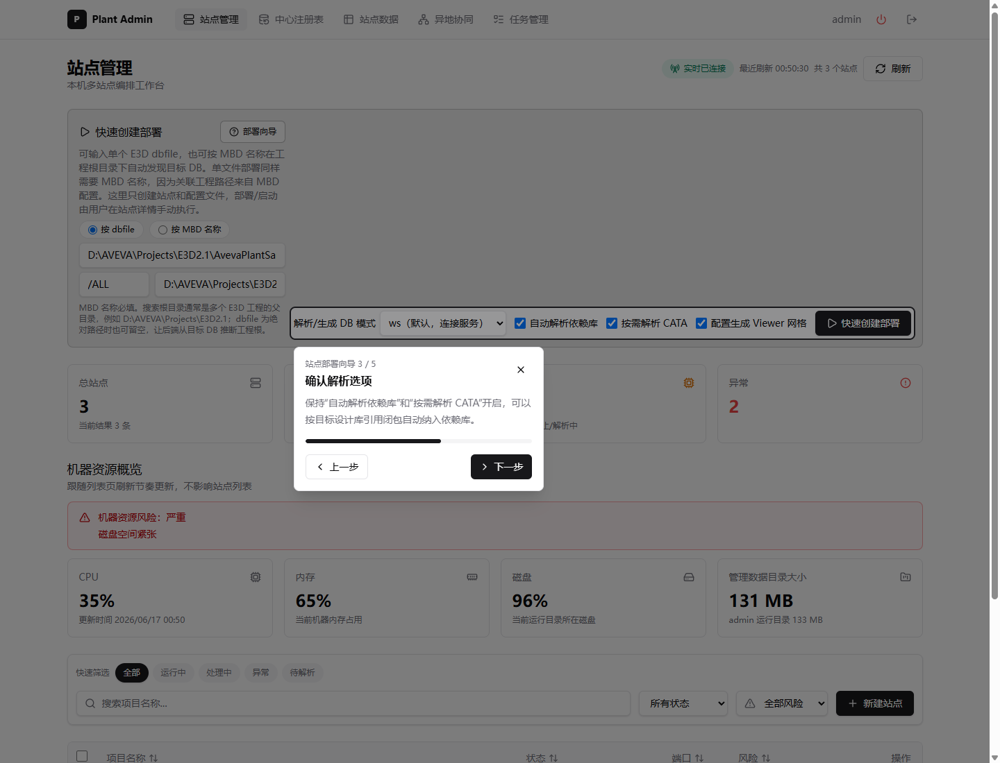 P Plant Admin 站点管理 中心注册表 站点数据 异地协同 任务管理 admin
站点管理
本机多站点编排工作台
实时已连接 最近刷新 00:50:30 共 3 个站点 刷新
快速创建部署 部署向导
可输入单个 E3D dbfile，也可按 MBD 名称在工
程根目录下自动发现目标 DB。单文件部署同样
需要 MBD 名称，因为关联工程路径来自 MBD
配置。这里只创建站点和配置文件，部署/启动
由用户在站点详情手动执行。
按 dbfile 按 MBD 名称
D:\AVEVA\Projects\E3D2.1\AvevaPlantSa
/ALL D:\AVEVA\Projects\E3D2
MBD 名称必填。搜索根目录通常是多个 E3D 工程的父
目录，例如 D:\AVEVA\Projects\E3D2.1；dbfile 为绝
对路径时也可留空，让后端从目标 DB 推断工程根。
解析/生成 DB 模式 ws（默认，连接服务） 自动解析依赖库 按需解析 CATA 配置生成 Viewer 网格 快速创建部署
站点部署向导 3 / 5
确认解析选项
保持“自动解析依赖库”和“按需解析 CATA”开启，可以
按目标设计库引用闭包自动纳入依赖库。
上一步 下一步
总站点
3
当前结果 3 条
上/解析中
异常
2
机器资源概览
跟随列表页刷新节奏更新，不影响站点列表
机器资源风险：严重
磁盘空间紧张
CPU
35%
更新时间 2026/06/17 00:50
内存
65%
当前机器内存占用
磁盘
96%
当前运行目录所在磁盘
管理数据目录大小
131 MB
admin 运行目录 133 MB
快速筛选 全部 运行中 处理中 异常 待解析
搜索项目名称... 所有状态 全部风险 新建站点
项目名称 状态 端口 风险 操作